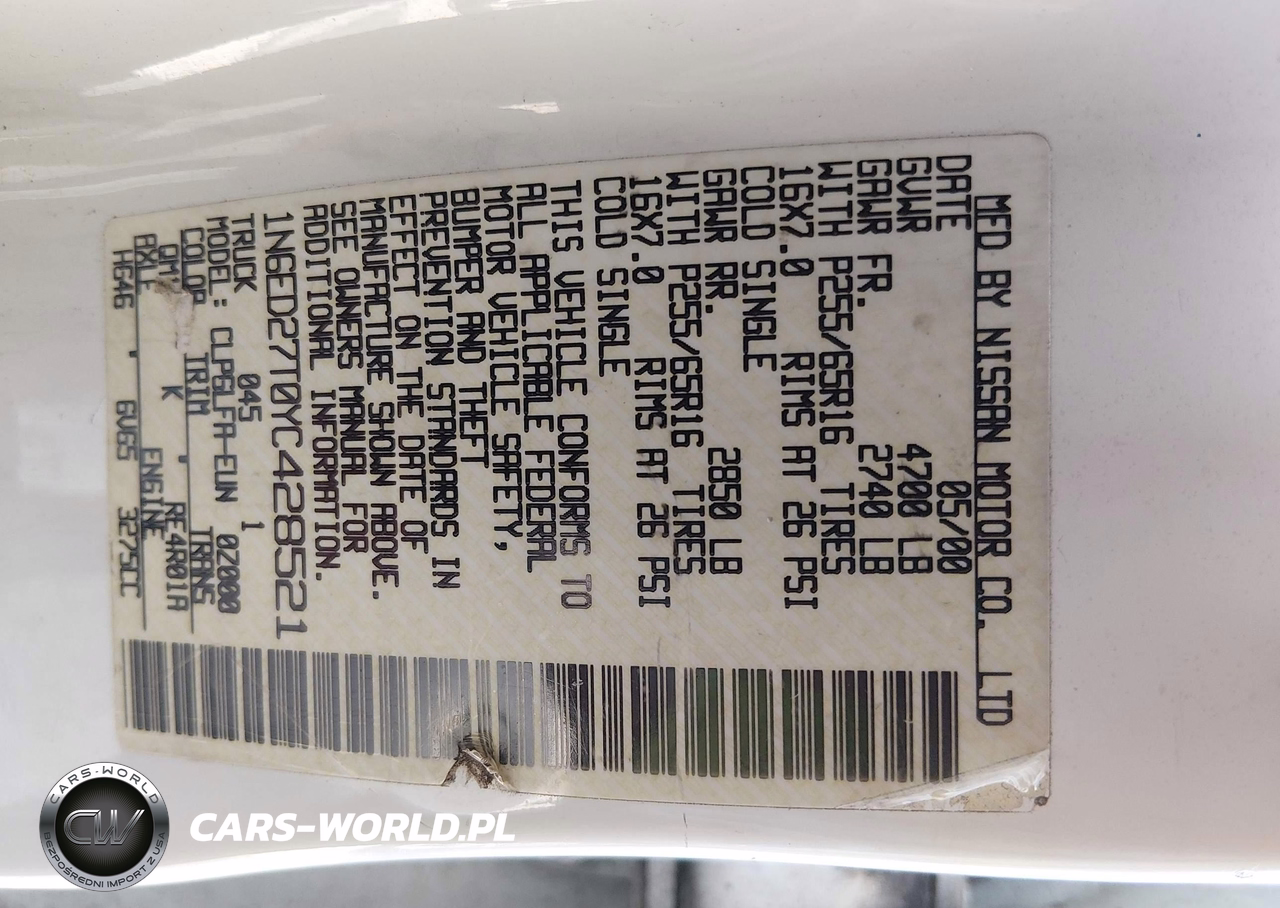 MFD BY NISSAN MOTOR CO., LTD
DATE 05/00
GVWR 4700 LB
GAWR FR. 2740 LB
WITH P255/65R16 TIRES
16X7.0 RIMS AT 26 PSI
COLD SINGLE
GAWR RR. 2850 LB
WITH P255/65R16 TIRES
16X7.0 RIMS AT 26 PSI
COLD SINGLE
THIS VEHICLE CONFORMS TO
ALL APPLICABLE FEDERAL
MOTOR VEHICLE SAFETY,
BUMPER AND THEFT
PREVENTION STANDARDS IN
EFFECT ON THE DATE OF
MANUFACTURE SHOWN ABOVE.
SEE OWNERS MANUAL FOR
ADDITIONAL INFORMATION.
1N6ED27T0YC428521
TRUCK 045 1
MODEL: CLPGLFA-EUN 0Z000
COLOR TRIM TRANS
QM1 K RE4R01A
AXLE ENGINE
HG46 VG5 3275CC
CARS-WORLD
CW
BEZPOŚREDNI IMPORT Z USA
CARS-WORLD.PL